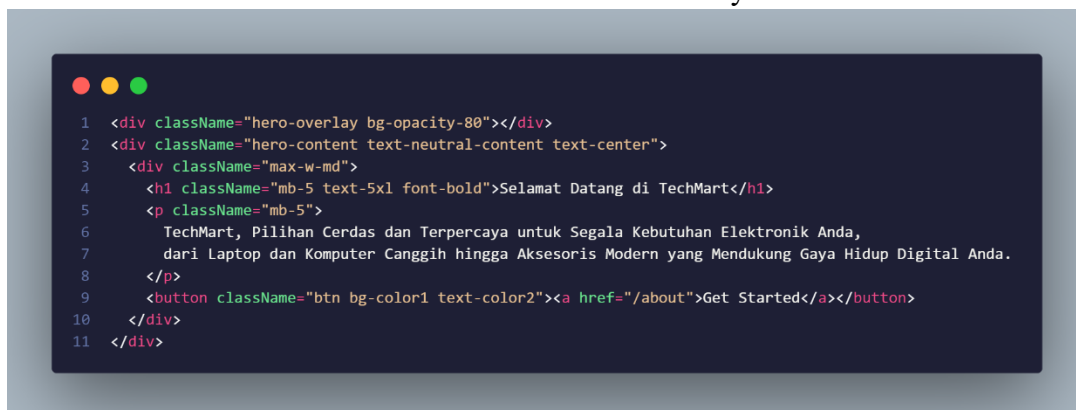 y
1 <div className="hero-overlay bg-opacity-80"></div>
2 <div className="hero-content text-neutral-content text-center">
3 <div className="max-w-md">
4 <h1 className="mb-5 text-5xl font-bold">Selamat Datang di TechMart</h1>
5 <p className="mb-5">
6 TechMart, Pilihan Cerdas dan Terpercaya untuk Segala Kebutuhan Elektronik Anda,
7 dari Laptop dan Komputer Canggih hingga Aksesoris Modern yang Mendukung Gaya Hidup Digital Anda.
8 </p>
9 <button className="btn bg-color1 text-color2"><a href="/about">Get Started</a></button>
10 </div>
11 </div>